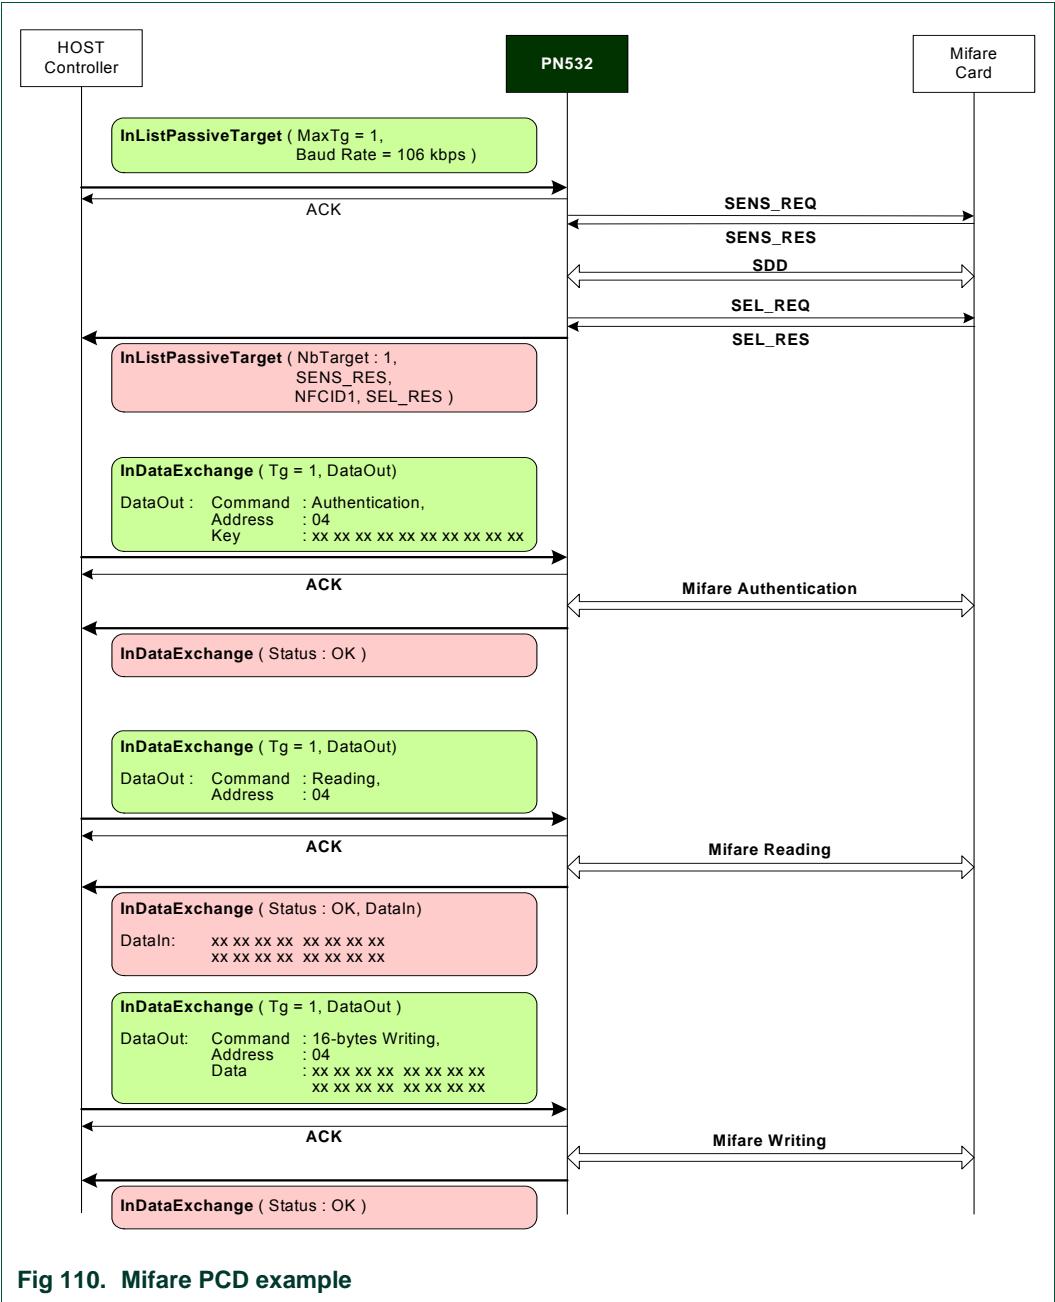 HOST
Controller
PN532
Mifare
Card
InListPassiveTarget ( MaxTg = 1,
Baud Rate = 106 kbps )
ACK
SENS_REQ
SENS_RES
SDD
SEL_REQ
SEL_RES
InListPassiveTarget ( NbTarget : 1,
SENS_RES,
NFCID1, SEL_RES )
InDataExchange ( Tg = 1, DataOut)
DataOut : Command : Authentication,
Address : 04
Key : xx xx xx xx xx xx xx xx xx xx
ACK
Mifare Authentication
InDataExchange ( Status : OK )
InDataExchange ( Tg = 1, DataOut)
DataOut : Command : Reading,
Address : 04
ACK
Mifare Reading
InDataExchange ( Status : OK, DataIn)
DataIn: xx xx xx xx xx xx xx xx
xx xx xx xx xx xx xx xx
InDataExchange ( Tg = 1, DataOut )
DataOut: Command : 16-bytes Writing,
Address : 04
Data : xx xx xx xx xx xx xx xx
xx xx xx xx xx xx xx xx
ACK
Mifare Writing
InDataExchange ( Status : OK )
Fig 110. Mifare PCD example